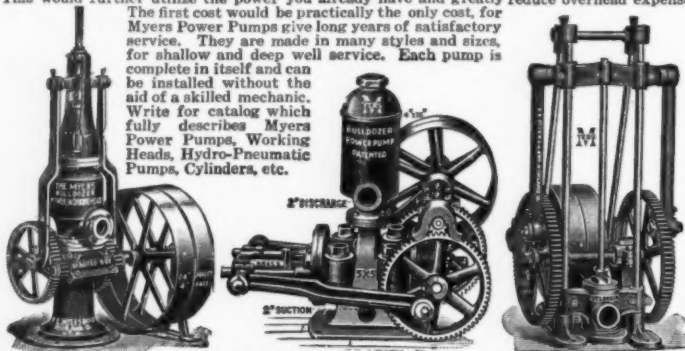 This would further utilize the power you already have and greatly reduce overhead expense
The first cost would be practically the only cost, for
Myers Power Pumps give long years of satisfactory
service. They are made in many styles and sizes,
for shallow and deep well service. Each pump is
complete in itself and can
be installed without the
aid of a skilled mechanic.
Write for catalog which
fully describes Myers
Power Pumps, Working
Heads, Hydro-Pneumatic
Pumps, Cylinders, etc.
THE MYERS
BULLDOZER
M
BULLDOZER
POWER PUMP
PATENTED
2" DISCHARGE
5X5
2" SUCTION
24"
4"
M